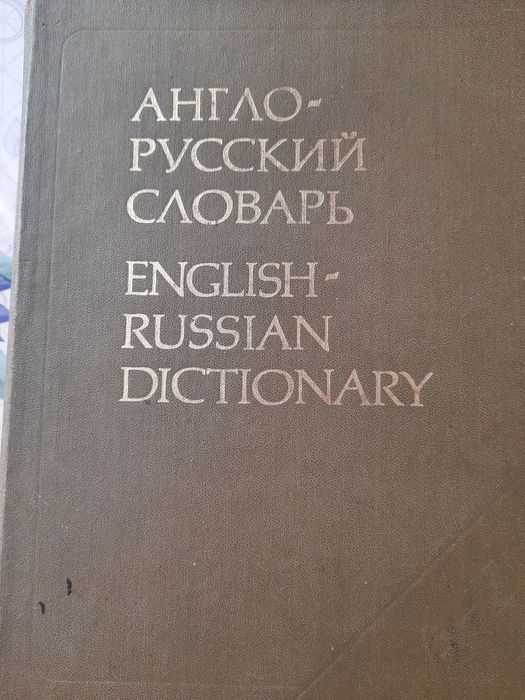 АНГЛО-
РУССКИЙ
СЛОВАРЬ
ENGLISH-
RUSSIAN
DICTIONARY